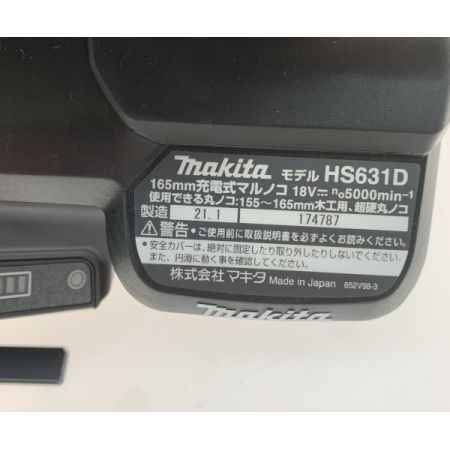 makita モデル HS631D
165mm充電式マルノコ 18V⎓ n₀5000min⁻¹
使用できる丸ノコ:155～165mm木工用、超硬丸ノコ
製造 21.1 174787
⚠警告・ご使用前に取扱説明書を必ずよくお読みください。
・安全カバーは、絶対に固定したり取り外したりしないでください。
また、円滑に動く事を確認してください。
株式会社マキタ Made in Japan 852V98-3
makita